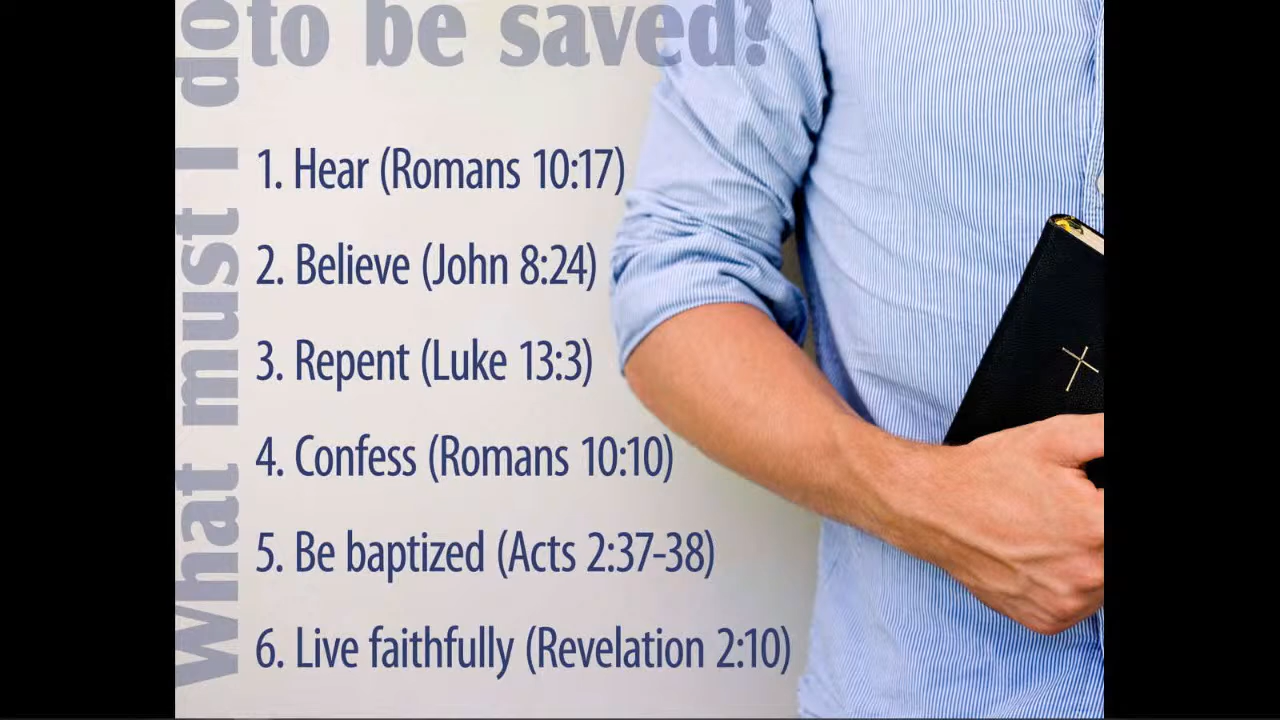 What must I do
to be saved?
1. Hear (Romans 10:17)
2. Believe (John 8:24)
3. Repent (Luke 13:3)
4. Confess (Romans 10:10)
5. Be baptized (Acts 2:37-38)
6. Live faithfully (Revelation 2:10)